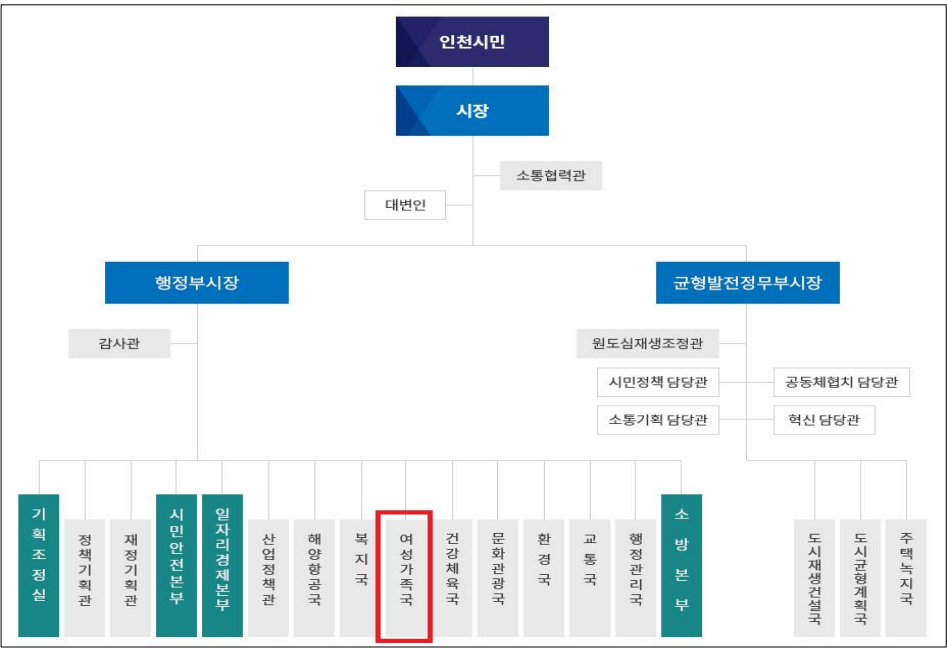 인천시민
시장
소통협력관
대변인
행정부시장
균형발전정무부시장
감사관
원도심재생조정관
시민정책 담당관
공동체협치 담당관
소통기획 담당관
혁신 담당관
기획조정실
정책기획관
재정기획관
시민안전본부
일자리경제본부
산업정책관
해양항공국
복지국
여성가족국
건강체육국
문화관광국
환경국
교통국
행정관리국
소방본부
도시재생건설국
도시균형계획국
주택녹지국